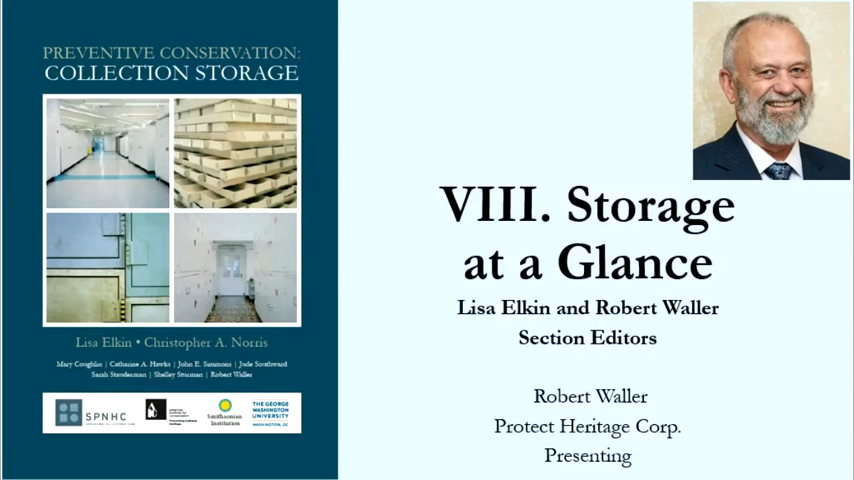 PREVENTIVE CONSERVATION:
COLLECTION STORAGE
Lisa Elkin • Christopher A. Norris
Mary Coughlin | Catharine A. Hawks | John E. Simmons | Jude Southward
Sarah Stauderman | Shelley Sturman | Robert Waller
SPNHC
Smithsonian
Institution
THE GEORGE
WASHINGTON
UNIVERSITY
WASHINGTON, DC
VIII. Storage
at a Glance
Lisa Elkin and Robert Waller
Section Editors
Robert Waller
Protect Heritage Corp.
Presenting